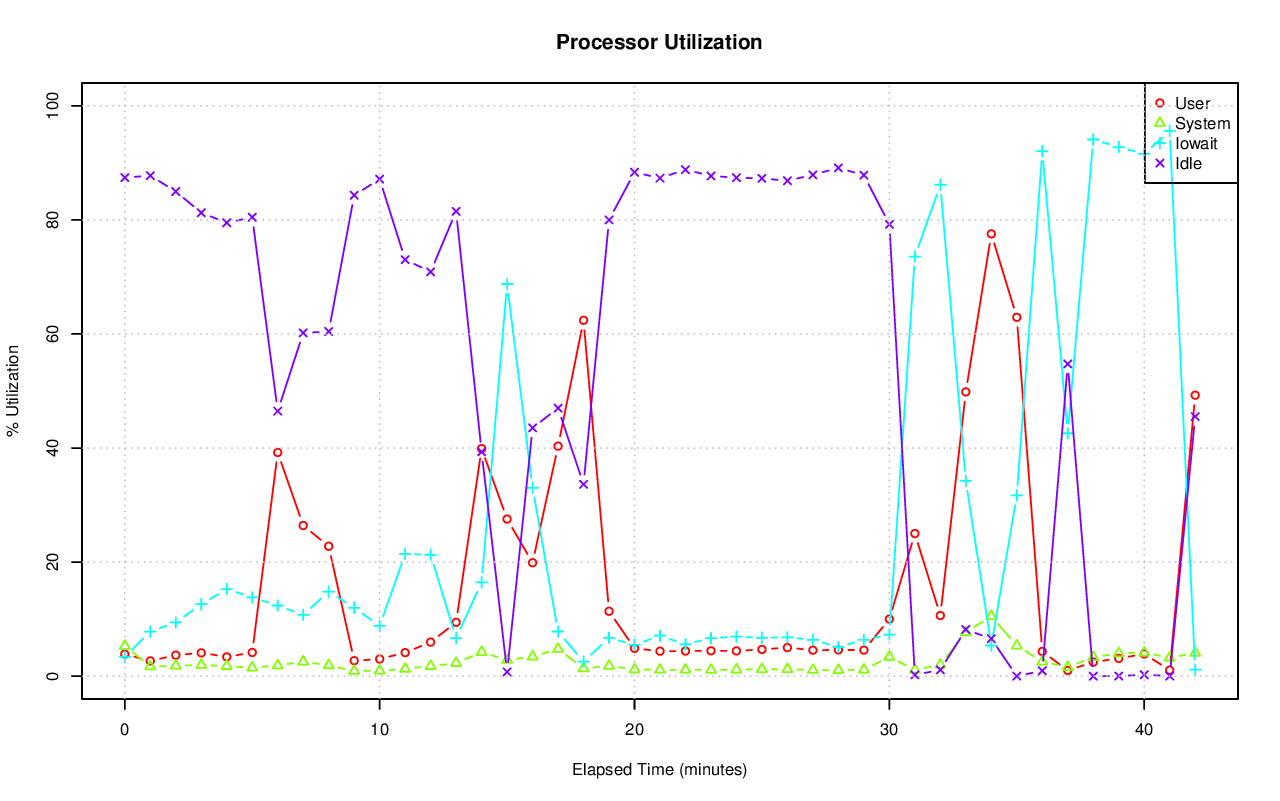 Processor Utilization
% Utilization
100
80
60
40
20
0
User
System
Iowait
Idle
0 10 20 30 40
Elapsed Time (minutes)